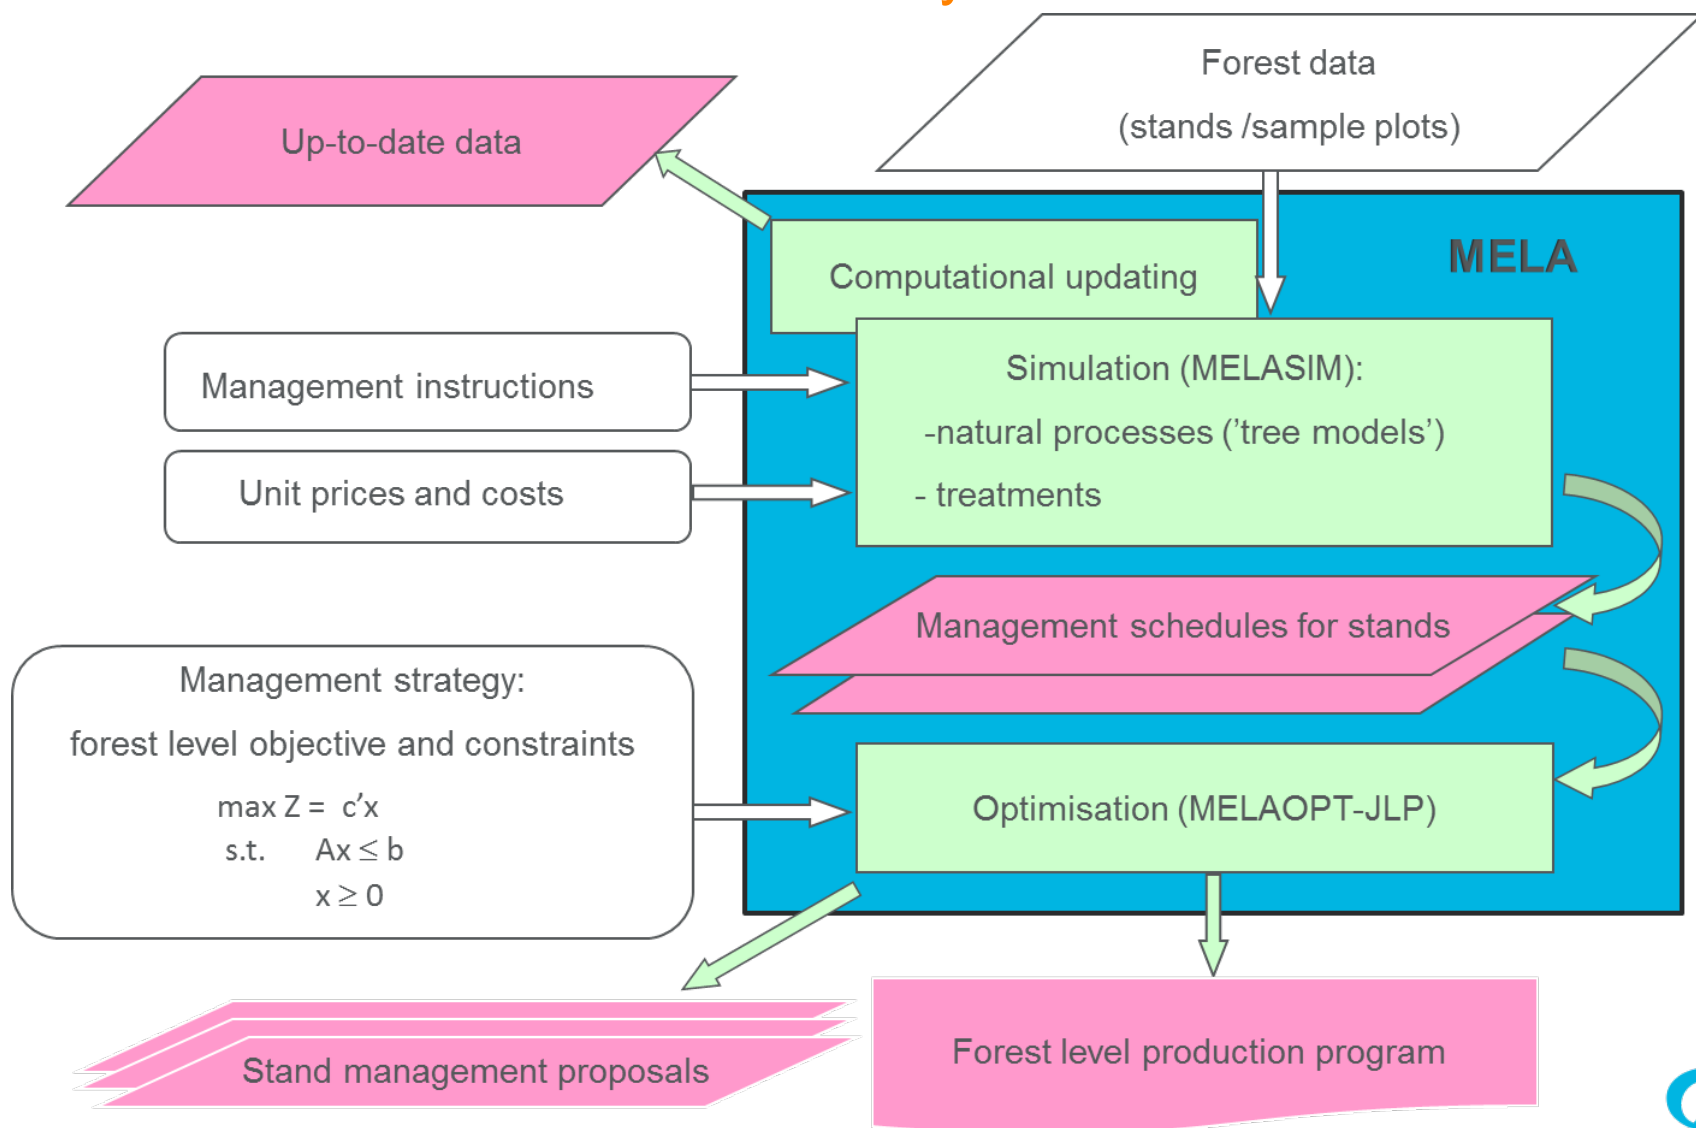 Forest data
(stands /sample plots)
Up-to-date data
MELA
Computational updating
Management instructions
Unit prices and costs
Simulation (MELASIM):
-natural processes (’tree models’)
- treatments
Management schedules for stands
Management strategy:
forest level objective and constraints
max Z = c’x
s.t. Ax ≤ b
x ≥ 0
Optimisation (MELAOPT-JLP)
Stand management proposals
Forest level production program